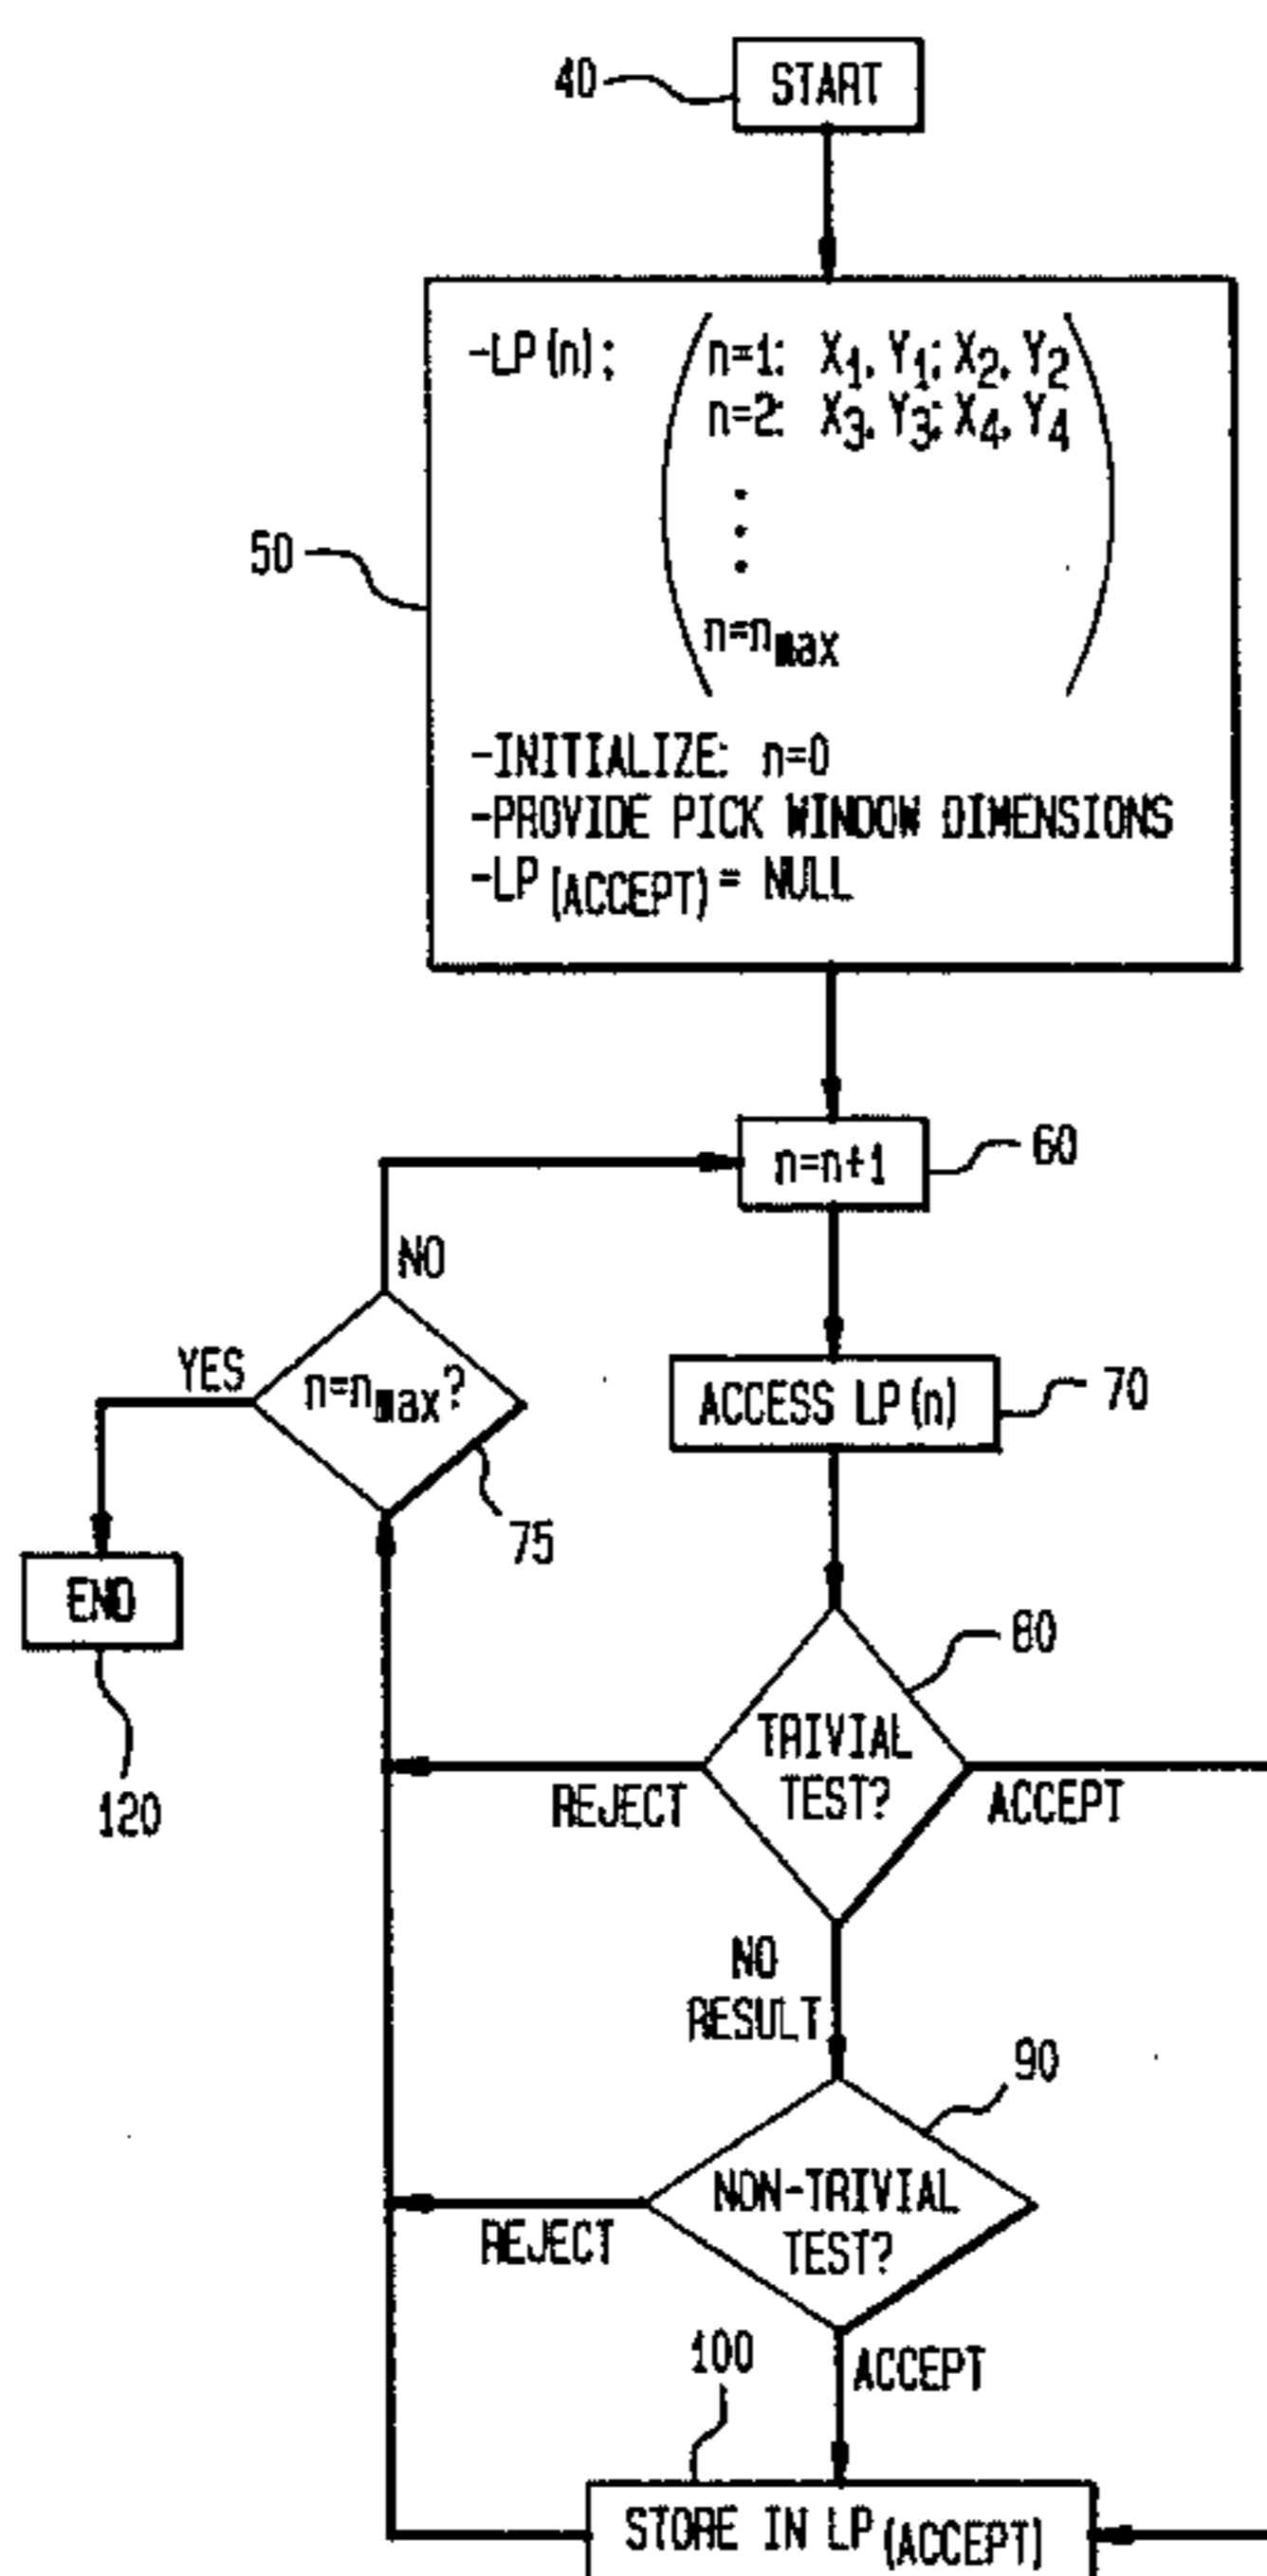 40
START
50
-LP(n):
n=1: X1, Y1; X2, Y2
n=2: X3, Y3; X4, Y4
.
.
.
n=nmax
-INITIALIZE: n=0
-PROVIDE PICK WINDOW DIMENSIONS
-LP(ACCEPT) = NULL
n=n+1
60
NO
YES
n=nmax?
75
ACCESS LP(n)
70
END
120
80
TRIVIAL
TEST?
REJECT
ACCEPT
NO
RESULT
90
NON-TRIVIAL
TEST?
REJECT
100
ACCEPT
STORE IN LP(ACCEPT)